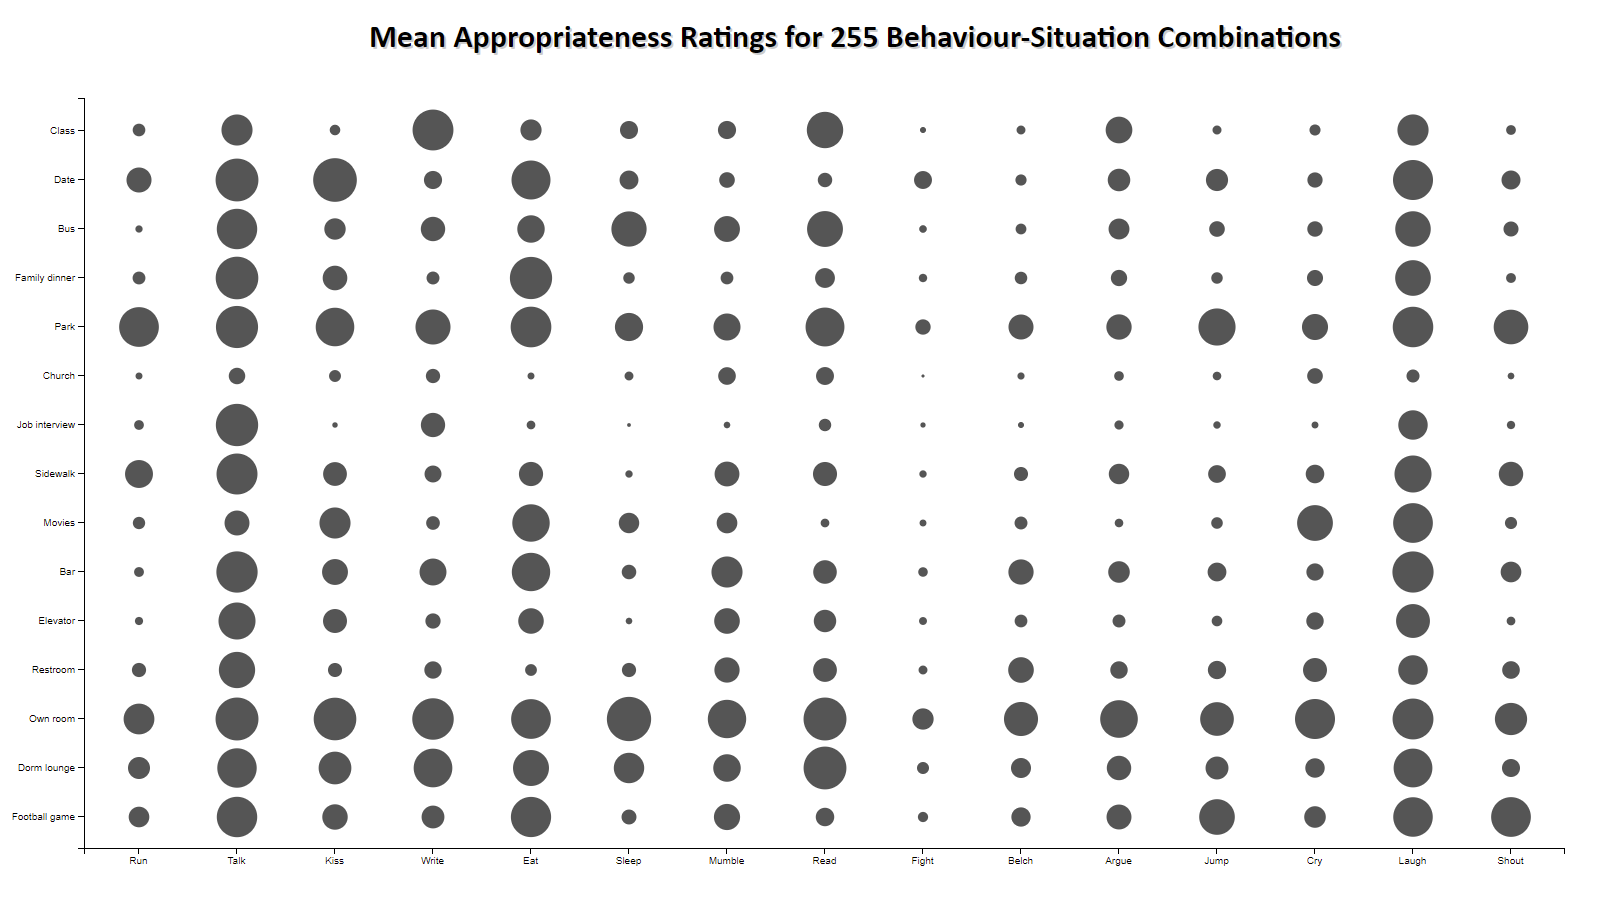 Mean Appropriateness Ratings for 255 Behaviour-Situation Combinations
Class
Date
Bus
Family dinner
Park
Church
Job interview
Sidewalk
Movies
Bar
Elevator
Restroom
Own room
Dorm lounge
Football game
Run Talk Kiss Write Eat Sleep Mumble Read Fight Belch Argue Jump Cry Laugh Shout